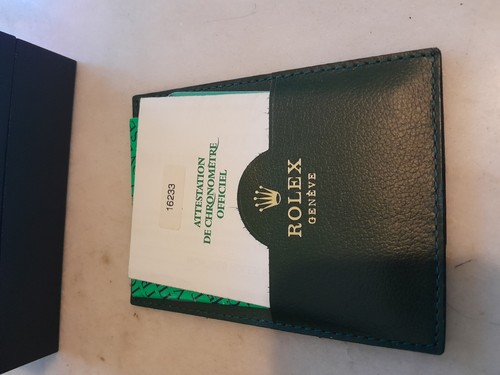 16233
ATTESTATION
DE CHRONOMÈTRE
OFFICIEL
ROLEX
GENÈVE